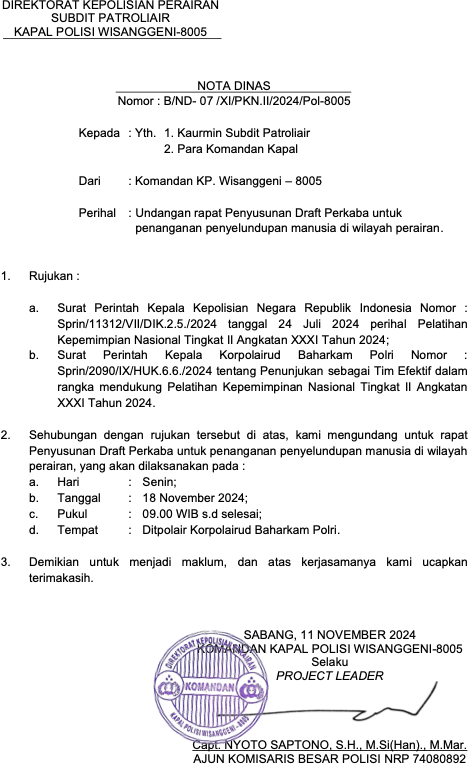 DIREKTORAT KEPOLISIAN PERAIRAN
SUBDIT PATROLIAIR
KAPAL POLISI WISANGGENI-8005
NOTA DINAS
Nomor : B/ND- 07 /XI/PKN.II/2024/Pol-8005
Kepada : Yth. 1. Kaurmin Subdit Patroliair
2. Para Komandan Kapal
Dari : Komandan KP. Wisanggeni – 8005
Perihal : Undangan rapat Penyusunan Draft Perkaba untuk
penanganan penyelundupan manusia di wilayah perairan.
1. Rujukan :
a. Surat Perintah Kepala Kepolisian Negara Republik Indonesia Nomor :
Sprin/11312/VII/DIK.2.5./2024 tanggal 24 Juli 2024 perihal Pelatihan
Kepemimpian Nasional Tingkat II Angkatan XXXI Tahun 2024;
b. Surat Perintah Kepala Korpolairud Baharkam Polri Nomor :
Sprin/2090/IX/HUK.6.6./2024 tentang Penunjukan sebagai Tim Efektif dalam
rangka mendukung Pelatihan Kepemimpinan Nasional Tingkat II Angkatan
XXXI Tahun 2024.
2. Sehubungan dengan rujukan tersebut di atas, kami mengundang untuk rapat
Penyusunan Draft Perkaba untuk penanganan penyelundupan manusia di wilayah
perairan, yang akan dilaksanakan pada :
a. Hari : Senin;
b. Tanggal : 18 November 2024;
c. Pukul : 09.00 WIB s.d selesai;
d. Tempat : Ditpolair Korpolairud Baharkam Polri.
3. Demikian untuk menjadi maklum, dan atas kerjasamanya kami ucapkan
terimakasih.
SABANG, 11 NOVEMBER 2024
KOMANDAN KAPAL POLISI WISANGGENI-8005
Selaku
PROJECT LEADER
DIREKTORAT KEPOLISIAN PERAIRAN
KOMANDAN
KAPAL POLISI WISANGGENI-8005
Capt. NYOTO SAPTONO, S.H., M.Si(Han)., M.Mar.
AJUN KOMISARIS BESAR POLISI NRP 74080892